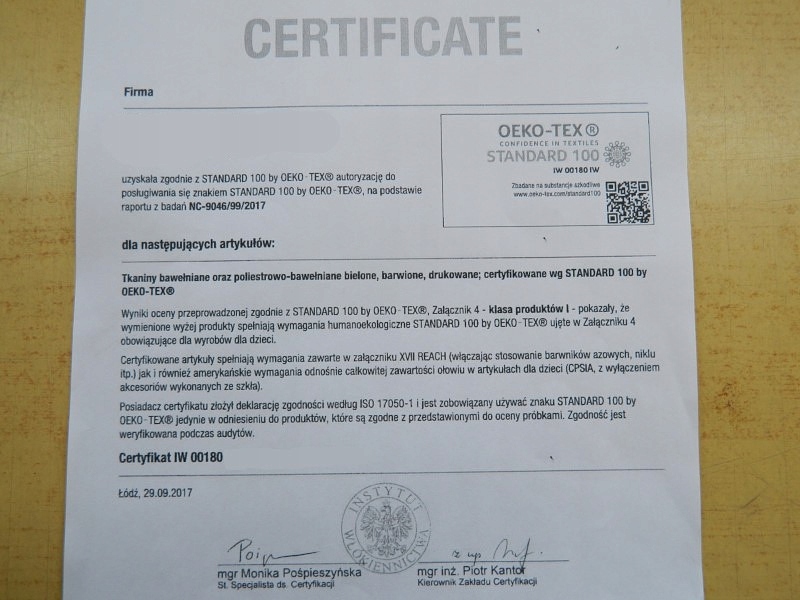 CERTIFICATE
Firma
OEKO-TEX®
CONFIDENCE IN TEXTILES
STANDARD 100
IW 00180 IW
Zbadane na substancje szkodliwe
www.oeko-tex.com/standard100
uzyskała zgodnie z STANDARD 100 by OEKO-TEX® autoryzację do
posługiwania się znakiem STANDARD 100 by OEKO-TEX®, na podstawie
raportu z badań NC-9046/99/2017
dla następujących artykułów:
Tkaniny bawełniane oraz poliestrowo-bawełniane bielone, barwione, drukowane; certyfikowane wg STANDARD 100 by
OEKO-TEX®
Wyniki oceny przeprowadzonej zgodnie z STANDARD 100 by OEKO-TEX®, Załącznik 4 - klasa produktów I - pokazały, że
wymienione wyżej produkty spełniają wymagania humanoekologiczne STANDARD 100 by OEKO-TEX® ujęte w Załączniku 4
obowiązujące dla wyrobów dla dzieci.
Certyfikowane artykuły spełniają wymagania zawarte w załączniku XVII REACH (włączając stosowanie barwników azowych, niklu
itp.) jak i również amerykańskie wymagania odnośnie całkowitej zawartości ołowiu w artykułach dla dzieci (CPSIA, z wyłączeniem
akcesoriów wykonanych ze szkła).
Posiadacz certyfikatu złożył deklarację zgodności według ISO 17050-1 i jest zobowiązany używać znaku STANDARD 100 by
OEKO-TEX® jedynie w odniesieniu do produktów, które są zgodne z przedstawionymi do oceny próbkami. Zgodność jest
weryfikowana podczas audytów.
Certyfikat IW 00180
Łódź, 29.09.2017
INSTYTUT
WŁÓKIENNICTWA
z up.
mgr Monika Pośpieszyńska
St. Specjalista ds. Certyfikacji
mgr inż. Piotr Kantor
Kierownik Zakładu Certyfikacji